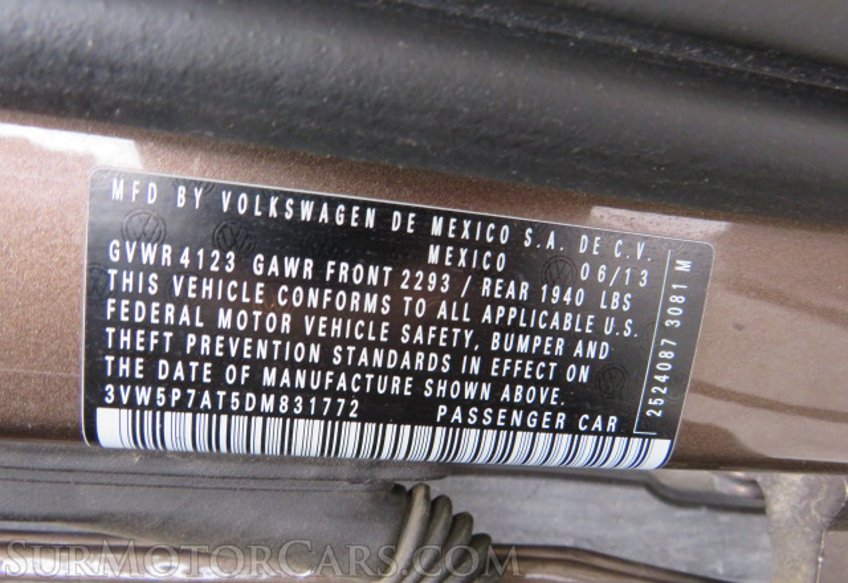 MFD BY VOLKSWAGEN DE MEXICO S.A. DE C.V.
MEXICO 06/13
GVWR 4123 GAWR FRONT 2293 / REAR 1940 LBS
THIS VEHICLE CONFORMS TO ALL APPLICABLE U.S.
FEDERAL MOTOR VEHICLE SAFETY, BUMPER AND
THEFT PREVENTION STANDARDS IN EFFECT ON
THE DATE OF MANUFACTURE SHOWN ABOVE.
3VW5P7AT5DM831772 PASSENGER CAR
2524087 3081 M
SurMotorCars.com